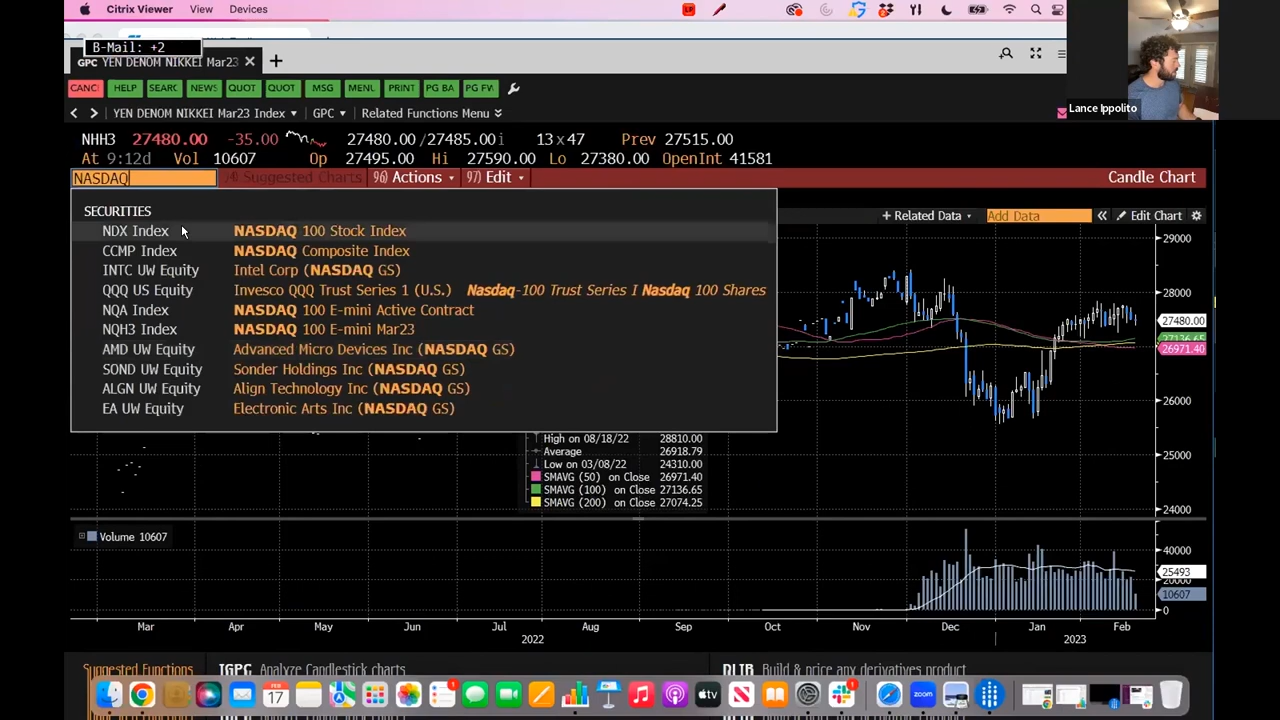 Citrix Viewer View Devices
B-Mail: +2
GPC YEN DENOM NIKKEI Mar23
CANC HELP SEARC NEWS QUOT QUOT MSG MENU PRINT PG BA PG FW
YEN DENOM NIKKEI Mar23 Index GPC Related Functions Menu
Lance Ippolito
NHH3 27480.00 -35.00 27480.00/27485.00 i 13 x 47 Prev 27515.00
At 9:12d Vol 10607 Op 27495.00 Hi 27590.00 Lo 27380.00 OpenInt 41581
NASDAQ Suggested Charts 96) Actions 97) Edit Candle Chart
SECURITIES
+ Related Data Add Data Edit Chart
NDX Index NASDAQ 100 Stock Index
CCMP Index NASDAQ Composite Index
INTC UW Equity Intel Corp (NASDAQ GS)
QQQ US Equity Invesco QQQ Trust Series 1 (U.S.) Nasdaq-100 Trust Series I Nasdaq 100 Shares
NQA Index NASDAQ 100 E-mini Active Contract
NQH3 Index NASDAQ 100 E-mini Mar23
AMD UW Equity Advanced Micro Devices Inc (NASDAQ GS)
SOND UW Equity Sonder Holdings Inc (NASDAQ GS)
ALGN UW Equity Align Technology Inc (NASDAQ GS)
EA UW Equity Electronic Arts Inc (NASDAQ GS)
29000
28000
27480.00
27136.65
26971.40
26000
25000
24000
High on 08/18/22 28810.00
Average 26918.79
Low on 03/08/22 24310.00
SMAVG (50) on Close 26971.40
SMAVG (100) on Close 27136.65
SMAVG (200) on Close 27074.25
Volume 10607
40000
25493
20000
10607
0
Mar Apr May Jun Jul Aug Sep Oct Nov Dec Jan Feb
2022 2023
Suggested Functions IGPC Analyze Candlestick charts DLIB Build & price any derivatives product
FEB
17
1
tv
1
zoom